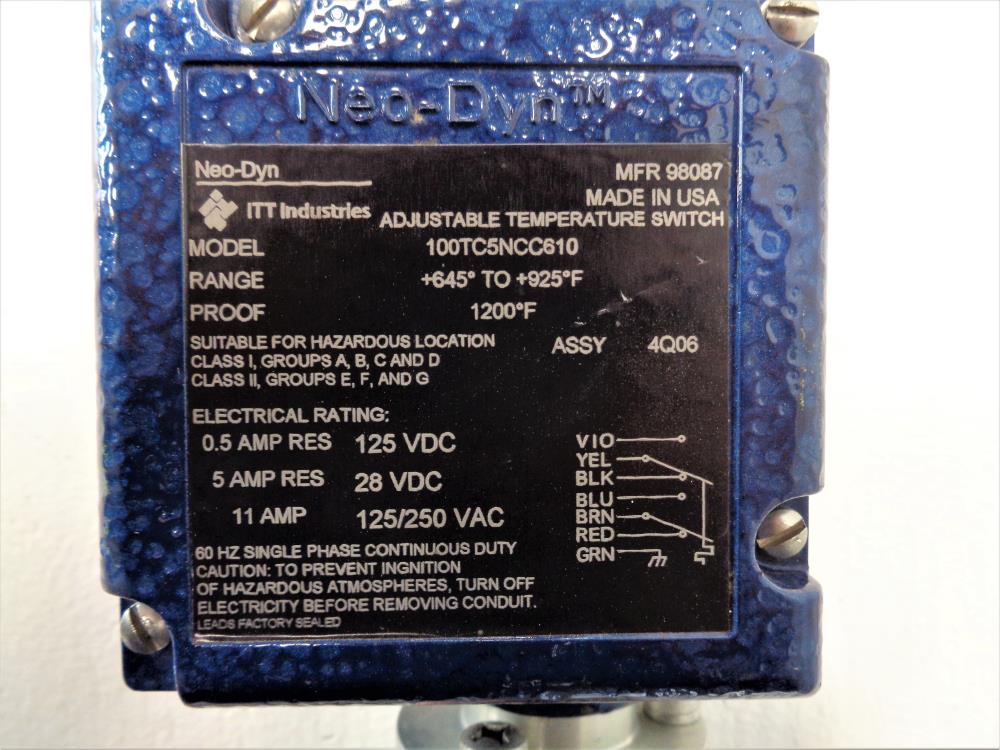 Neo-Dyn™
Neo-Dyn MFR 98087
MADE IN USA
ITT Industries
ADJUSTABLE TEMPERATURE SWITCH
MODEL 100TC5NCC610
RANGE +645° TO +925°F
PROOF 1200°F
SUITABLE FOR HAZARDOUS LOCATION
CLASS I, GROUPS A, B, C AND D
CLASS II, GROUPS E, F, AND G
ASSY 4Q06
ELECTRICAL RATING:
0.5 AMP RES 125 VDC
5 AMP RES 28 VDC
11 AMP 125/250 VAC
VIO
YEL
BLK
BLU
BRN
RED
GRN
60 HZ SINGLE PHASE CONTINUOUS DUTY
CAUTION: TO PREVENT INGNITION
OF HAZARDOUS ATMOSPHERES, TURN OFF
ELECTRICITY BEFORE REMOVING CONDUIT.
LEADS FACTORY SEALED